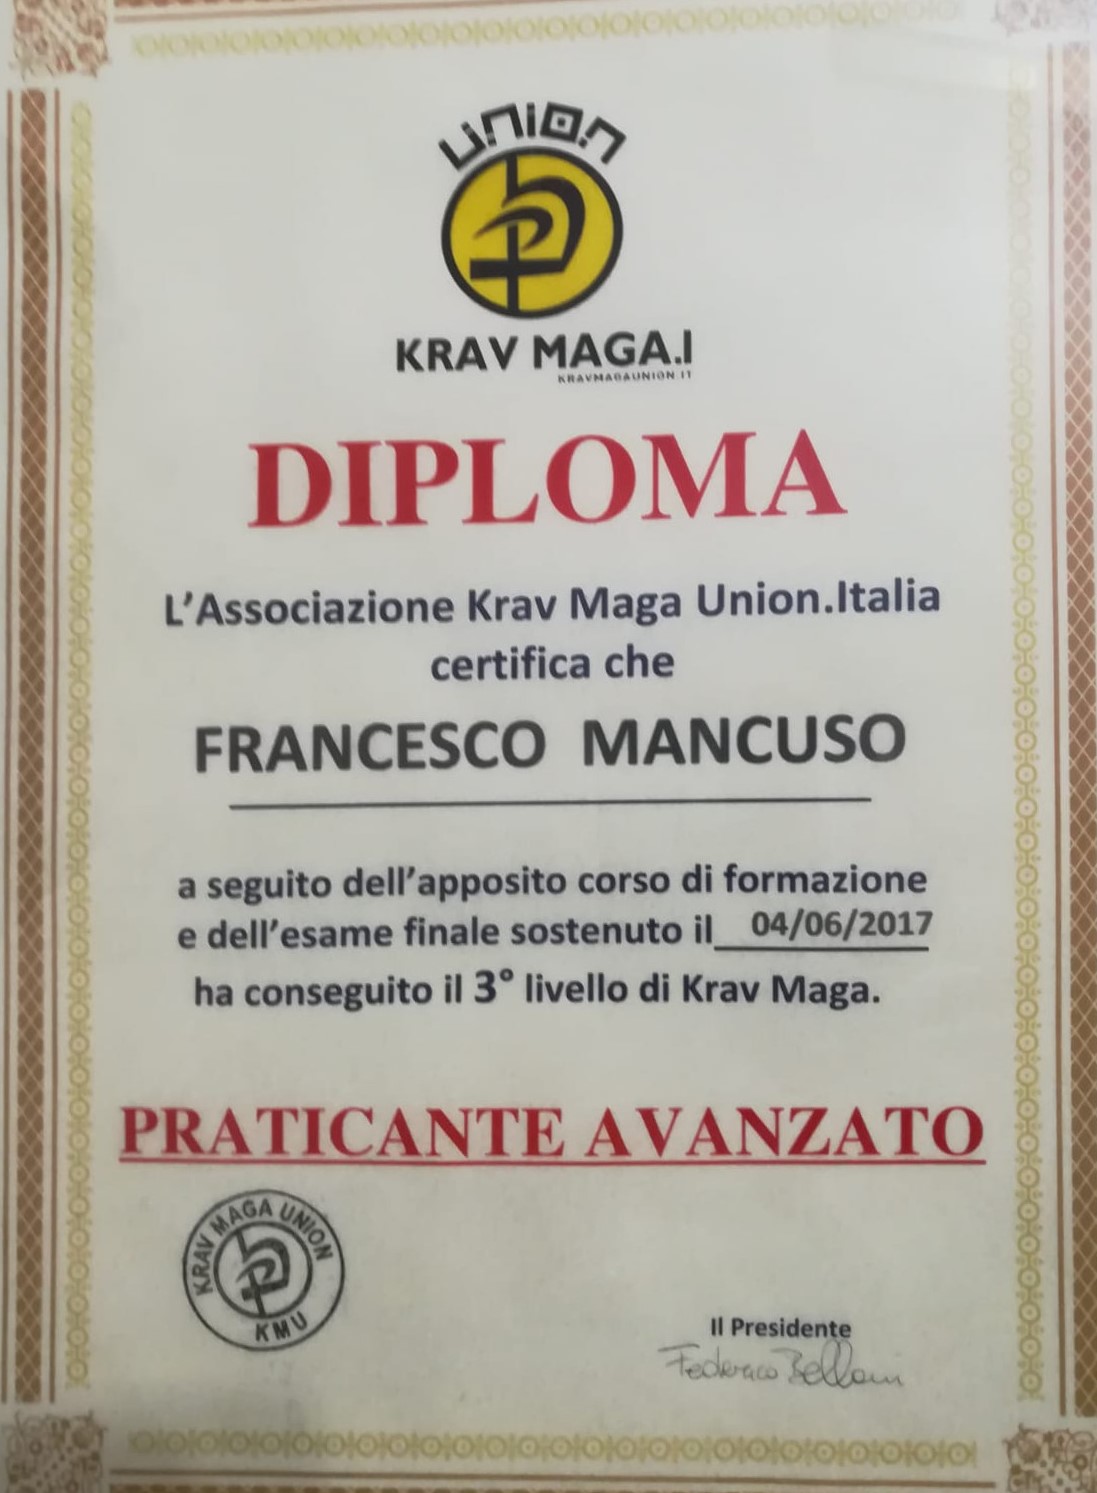 UNION
KRAV MAGA.I
KRAVMAGAUNION.IT
DIPLOMA
L'Associazione Krav Maga Union.Italia
certifica che
FRANCESCO MANCUSO
a seguito dell'apposito corso di formazione
e dell'esame finale sostenuto il 04/06/2017
ha conseguito il 3° livello di Krav Maga.
PRATICANTE AVANZATO
KRAV MAGA UNION
KMU
Il Presidente
Federico Belloni